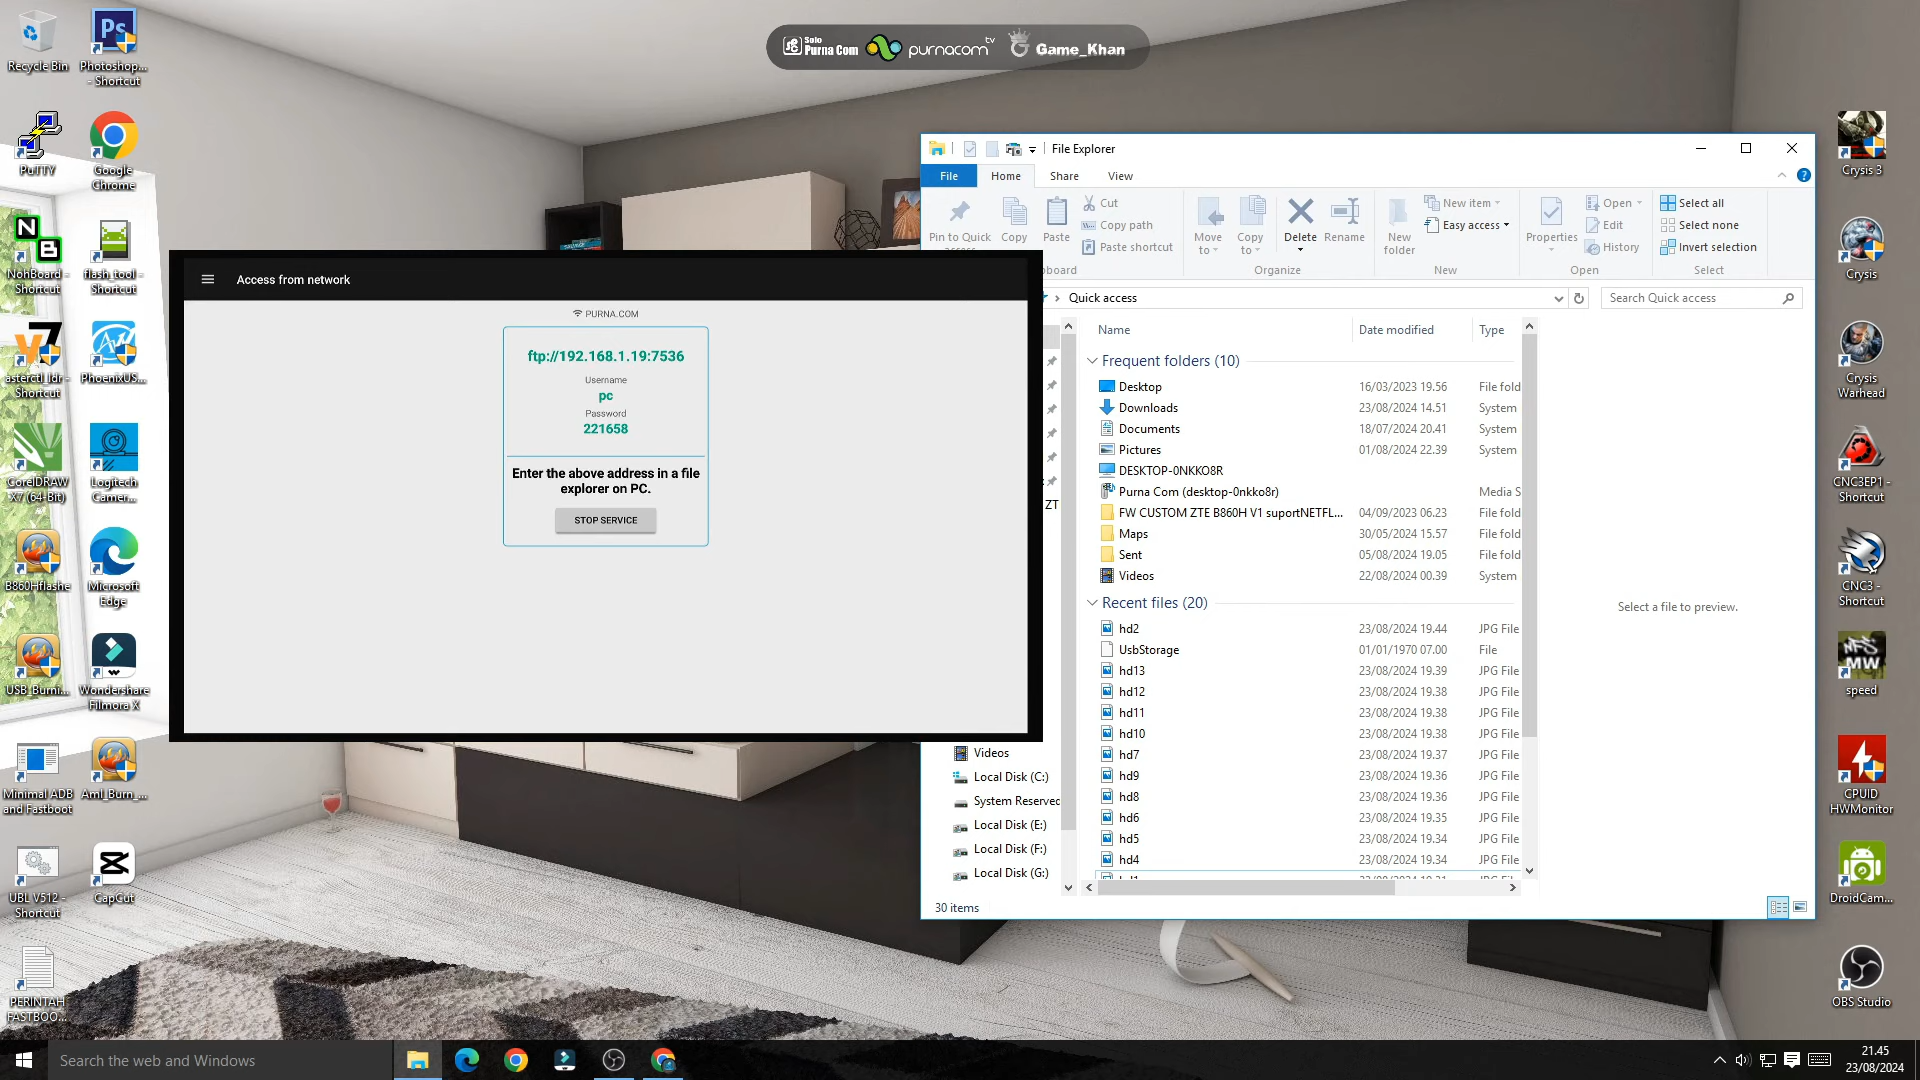 Solo
Purna Com
purnacom tv
Game_Khan
Recycle Bin
Photoshop...
- Shortcut
PuTTY
Google
Chrome
NohBoard -
Shortcut
flash_tool -
Shortcut
asterctl_ldr -
Shortcut
PhoenixUS...
CorelDRAW
X7 (64-Bit)
Logitech
Gamer...
B860Hflashe
Microsoft
Edge
USB_Burni...
Wondershare
Filmora X
Minimal ADB
and Fastboot
Aml_Burn_...
UBL V512 -
Shortcut
CapCut
PERINTAH
FASTBOO...
Access from network
PURNA.COM
ftp://192.168.1.19:7536
Username
pc
Password
221658
Enter the above address in a file
explorer on PC.
STOP SERVICE
File Explorer
File
Home
Share
View
Pin to Quick
Copy
Paste
Cut
Copy path
Paste shortcut
board
Move
to
Copy
to
Delete
Rename
Organize
New
folder
New item
Easy access
New
Properties
Open
Edit
History
Open
Select all
Select none
Invert selection
Select
Quick access
Search Quick access
Name
Date modified
Type
Frequent folders (10)
Desktop 16/03/2023 19.56 File fold
Downloads 23/08/2024 14.51 System
Documents 18/07/2024 20.41 System
Pictures 01/08/2024 22.39 System
DESKTOP-0NKKO8R
Purna Com (desktop-0nkko8r) Media S
ZT
FW CUSTOM ZTE B860H V1 suportNETFL... 04/09/2023 06.23 File fold
Maps 30/05/2024 15.57 File fold
Sent 05/08/2024 19.05 File fold
Videos 22/08/2024 00.39 System
Recent files (20)
hd2 23/08/2024 19.44 JPG File
UsbStorage 01/01/1970 07.00 File
hd13 23/08/2024 19.39 JPG File
hd12 23/08/2024 19.38 JPG File
hd11 23/08/2024 19.38 JPG File
hd10 23/08/2024 19.38 JPG File
hd7 23/08/2024 19.37 JPG File
hd9 23/08/2024 19.36 JPG File
hd8 23/08/2024 19.36 JPG File
hd6 23/08/2024 19.35 JPG File
hd5 23/08/2024 19.34 JPG File
hd4 23/08/2024 19.34 JPG File
Videos
Local Disk (C:)
System Reserved
Local Disk (E:)
Local Disk (F:)
Local Disk (G:)
Select a file to preview.
30 items
Crysis 3
Crysis
Crysis
Warhead
CNC3EP1 -
Shortcut
CNC3 -
Shortcut
NFS
MW
speed
CPUID
HWMonitor
DroidCam...
OBS Studio
Search the web and Windows
21.45
23/08/2024